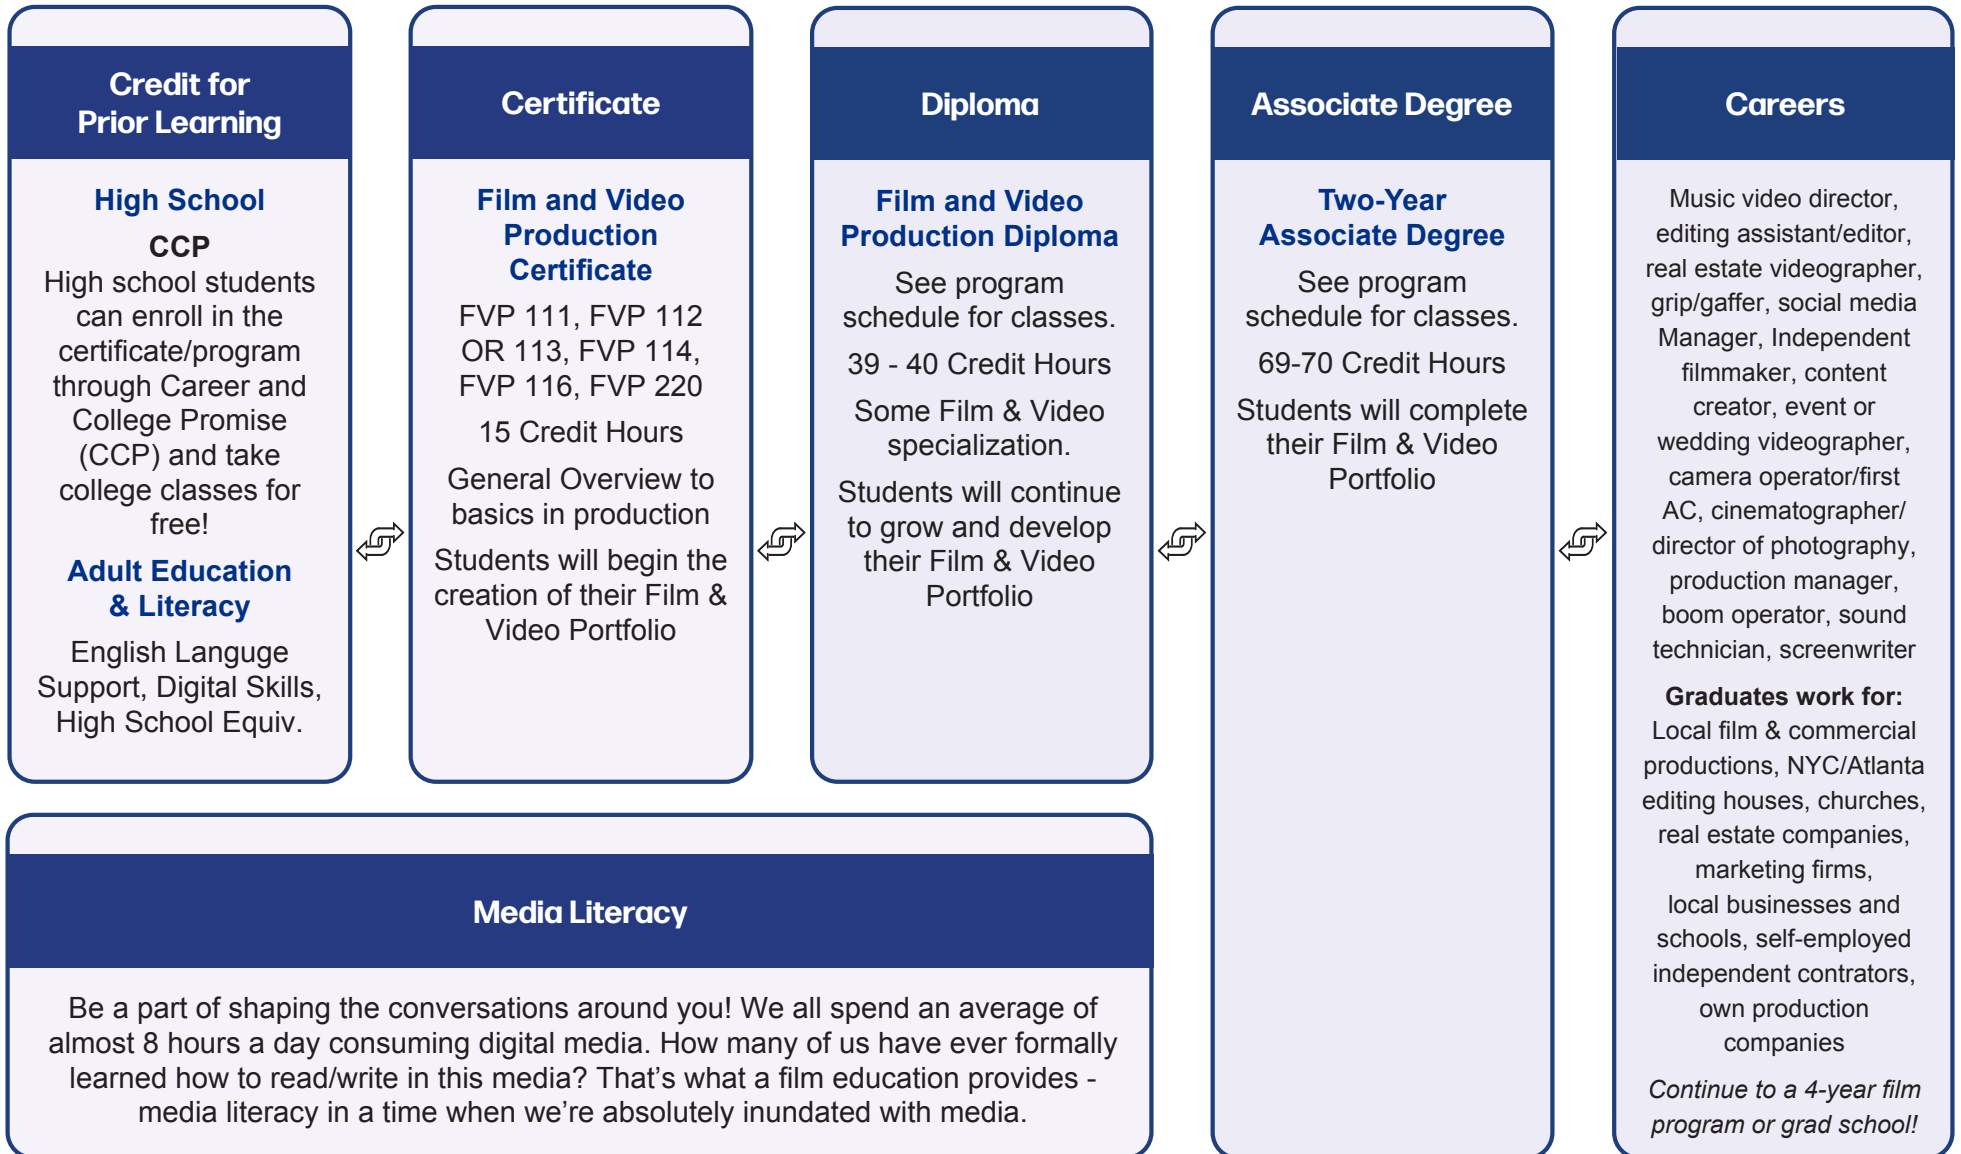 Credit for
Prior Learning
High School
CCP
High school students
can enroll in the
certificate/program
through Career and
College Promise
(CCP) and take
college classes for
free!
Adult Education
& Literacy
English Languge
Support, Digital Skills,
High School Equiv.
Certificate
Film and Video
Production
Certificate
FVP 111, FVP 112
OR 113, FVP 114,
FVP 116, FVP 220
15 Credit Hours
General Overview to
basics in production
Students will begin the
creation of their Film &
Video Portfolio
Diploma
Film and Video
Production Diploma
See program
schedule for classes.
39 - 40 Credit Hours
Some Film & Video
specialization.
Students will continue
to grow and develop
their Film & Video
Portfolio
Associate Degree
Two-Year
Associate Degree
See program
schedule for classes.
69-70 Credit Hours
Students will complete
their Film & Video
Portfolio
Careers
Music video director,
editing assistant/editor,
real estate videographer,
grip/gaffer, social media
Manager, Independent
filmmaker, content
creator, event or
wedding videographer,
camera operator/first
AC, cinematographer/
director of photography,
production manager,
boom operator, sound
technician, screenwriter
Graduates work for:
Local film & commercial
productions, NYC/Atlanta
editing houses, churches,
real estate companies,
marketing firms,
local businesses and
schools, self-employed
independent contrators,
own production
companies
Continue to a 4-year film
program or grad school!
Media Literacy
Be a part of shaping the conversations around you! We all spend an average of
almost 8 hours a day consuming digital media. How many of us have ever formally
learned how to read/write in this media? That's what a film education provides -
media literacy in a time when we're absolutely inundated with media.